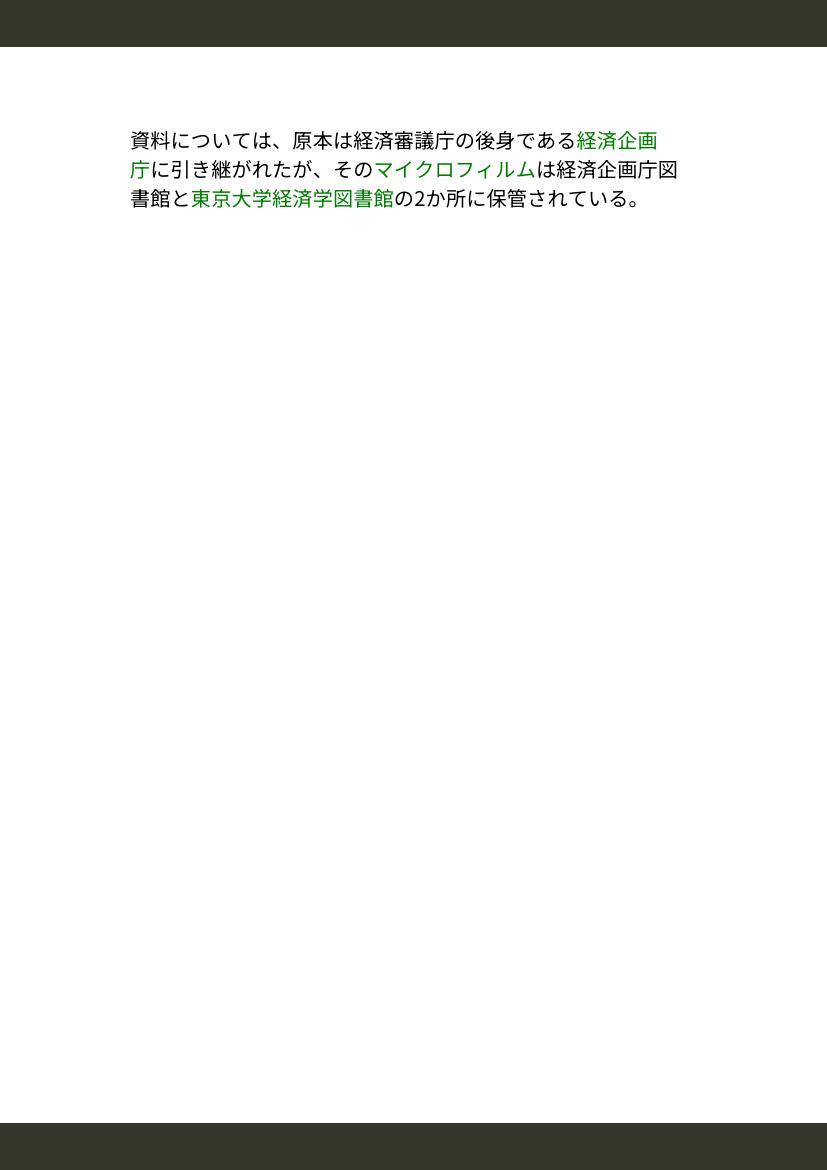 資料については、原本は経済審議庁の後身である経済企画
庁に引き継がれたが、そのマイクロフィルムは経済企画庁図
書館と東京大学経済学図書館の2か所に保管されている。